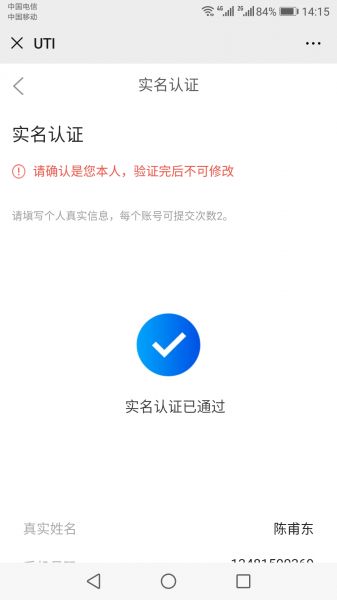 中国电信
中国移动
4G 2G 84% 14:15
UTI
实名认证
实名认证
请确认是您本人，验证完后不可修改
请填写个人真实信息，每个账号可提交次数2。
实名认证已通过
真实姓名 陈甫东